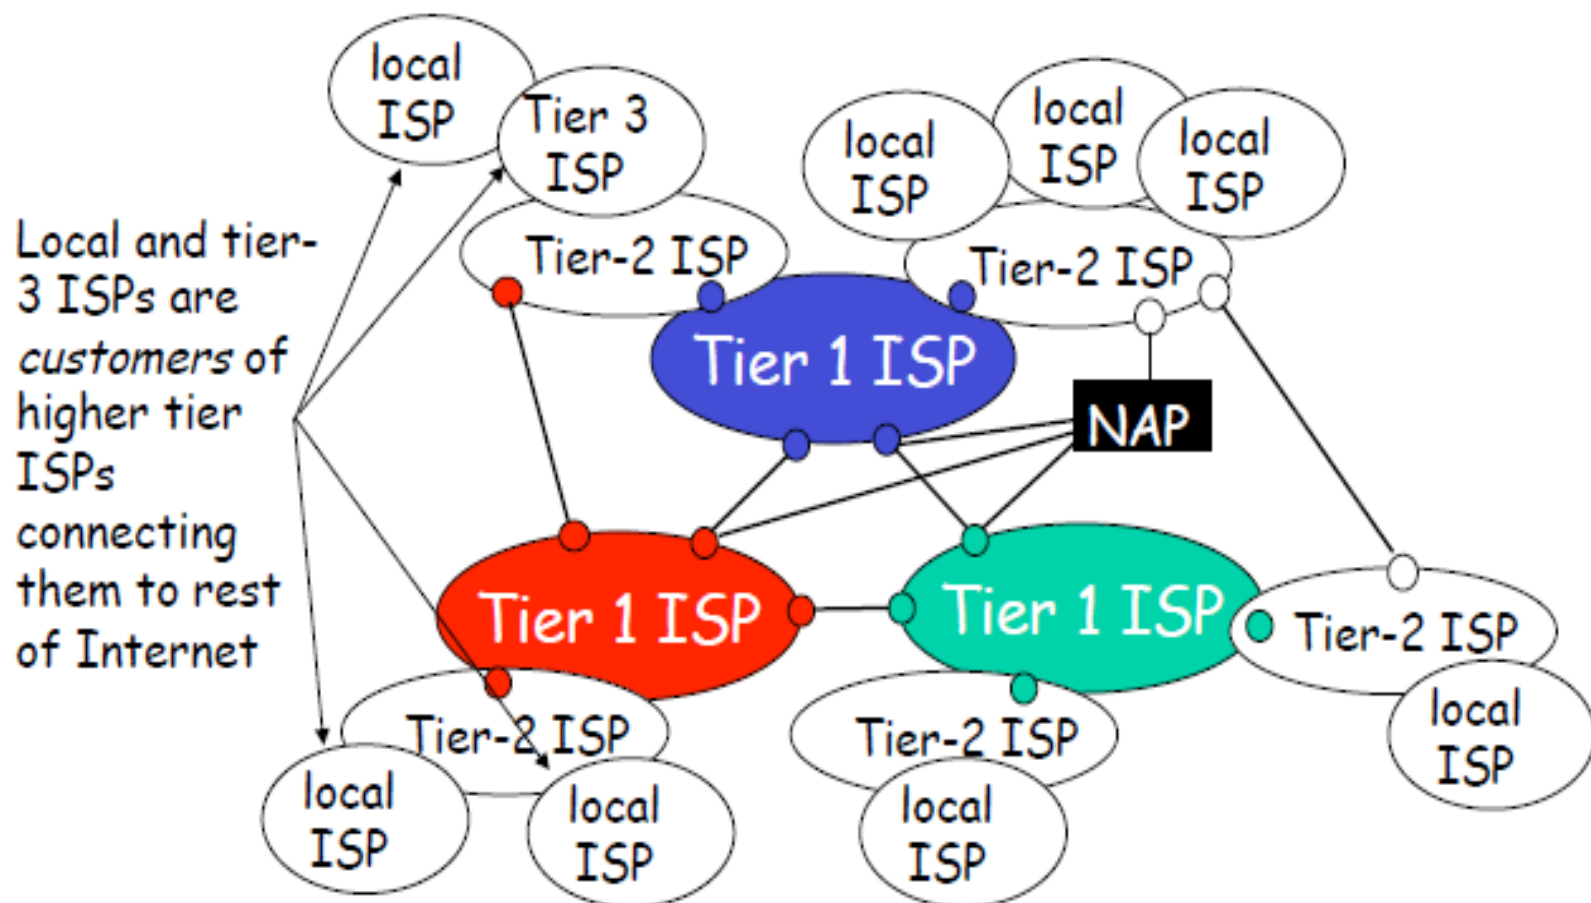 local
ISP
Tier 3
ISP
local
ISP
local
ISP
local
ISP
Local and tier-
3 ISPs are
customers of
higher tier
ISPs
connecting
them to rest
of Internet
Tier-2 ISP
Tier-2 ISP
Tier 1 ISP
NAP
Tier 1 ISP
Tier 1 ISP
Tier-2 ISP
Tier-2 ISP
Tier-2 ISP
local
ISP
local
ISP
local
ISP
local
ISP